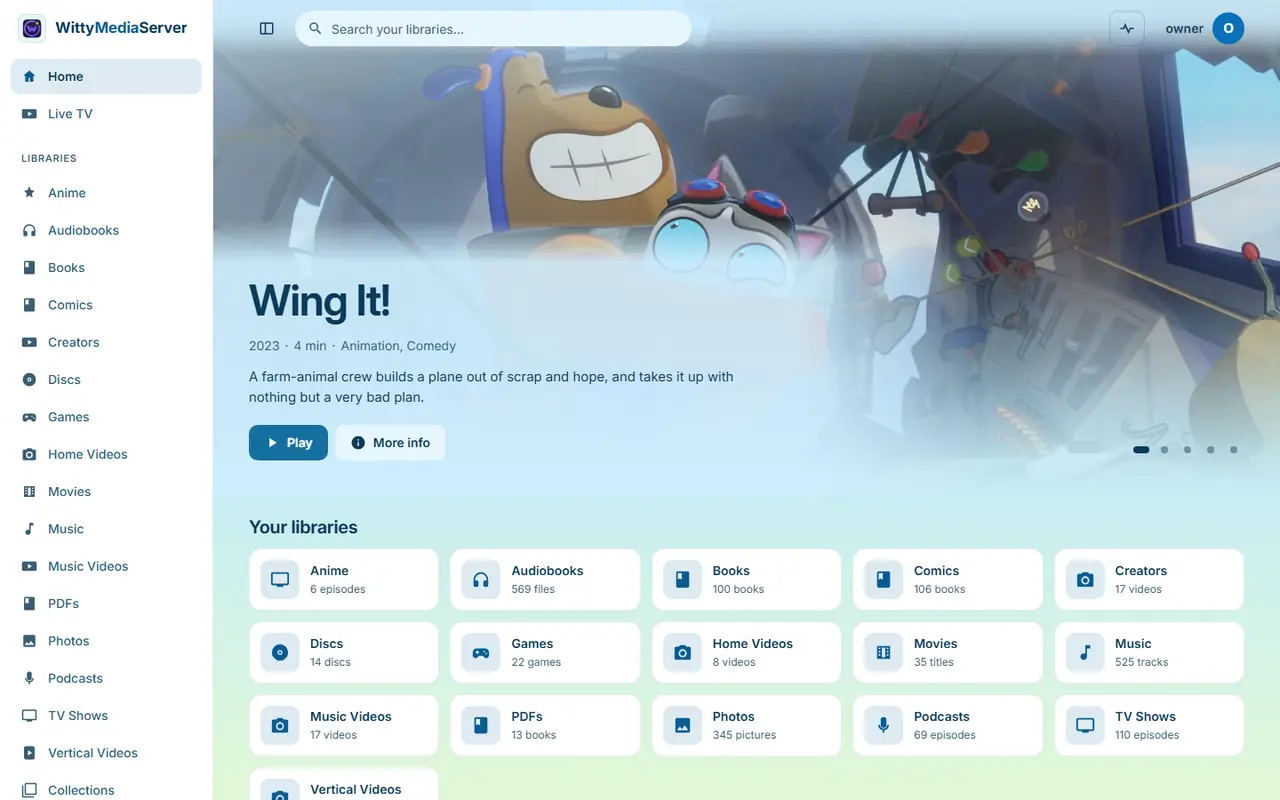 WittyMediaServer
Search your libraries...
owner
O
Home
Live TV
LIBRARIES
Anime
Audiobooks
Books
Comics
Creators
Discs
Games
Home Videos
Movies
Music
Music Videos
PDFs
Photos
Podcasts
TV Shows
Vertical Videos
Collections
Wing It!
2023 · 4 min · Animation, Comedy
A farm-animal crew builds a plane out of scrap and hope, and takes it up with
nothing but a very bad plan.
Play
More info
Your libraries
Anime
6 episodes
Audiobooks
569 files
Books
100 books
Comics
106 books
Creators
17 videos
Discs
14 discs
Games
22 games
Home Videos
8 videos
Movies
35 titles
Music
525 tracks
Music Videos
17 videos
PDFs
13 books
Photos
345 pictures
Podcasts
69 episodes
TV Shows
110 episodes
Vertical Videos